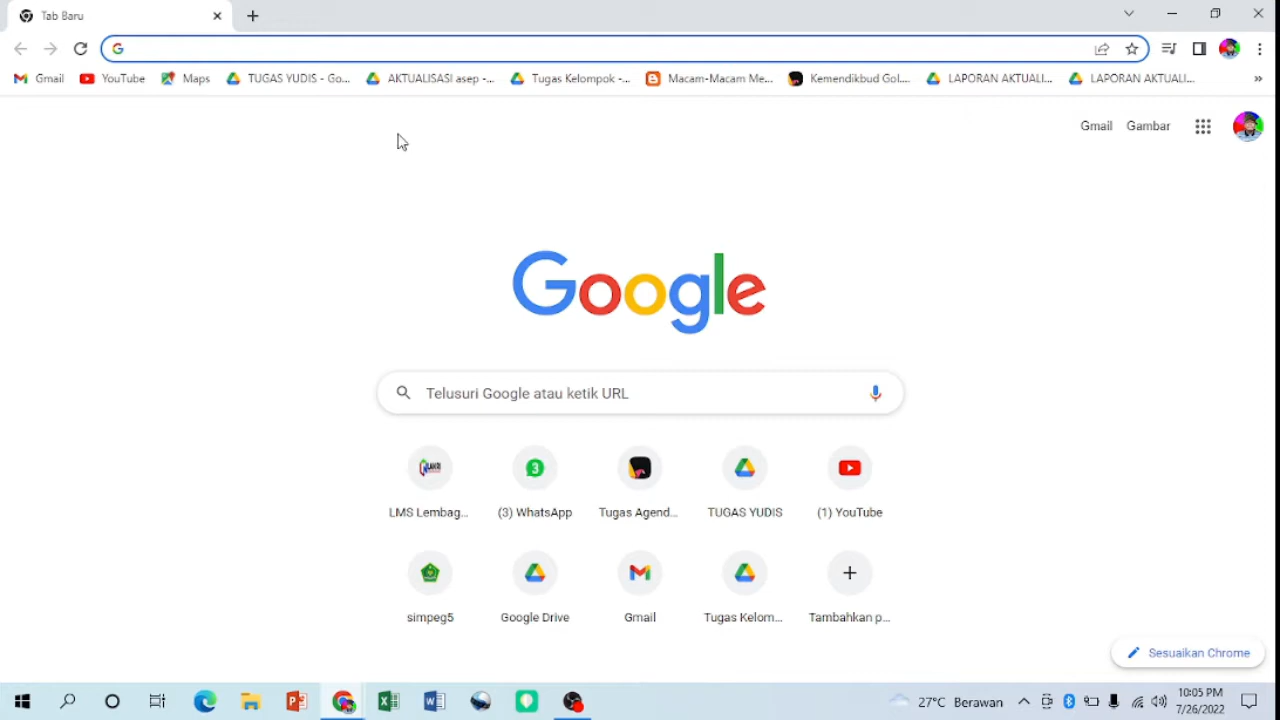 Tab Baru
Gmail YouTube Maps TUGAS YUDIS - Go... AKTUALISASI asep -... Tugas Kelompok -... Macam-Macam Me... Kemendikbud Gol... LAPORAN AKTUALI... LAPORAN AKTUALI...
Gmail Gambar
Google
Telusuri Google atau ketik URL
LMS Lembag... (3) WhatsApp Tugas Agend... TUGAS YUDIS (1) YouTube
simpeg5 Google Drive Gmail Tugas Kelom... Tambahkan p...
Sesuaikan Chrome
27°C Berawan
10:05 PM
7/26/2022